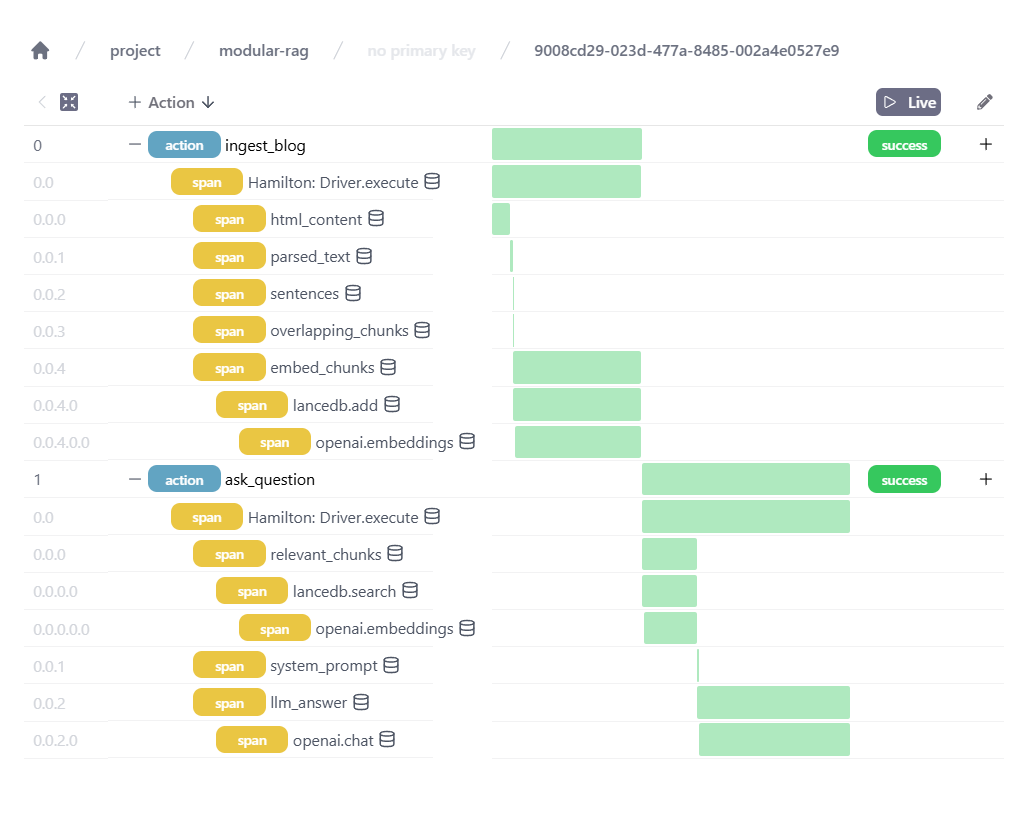 project / modular-rag / no primary key / 9008cd29-023d-477a-8485-002a4e0527e9
Action Live
0 action ingest_blog success
0.0 span Hamilton: Driver.execute
0.0.0 span html_content
0.0.1 span parsed_text
0.0.2 span sentences
0.0.3 span overlapping_chunks
0.0.4 span embed_chunks
0.0.4.0 span lancedb.add
0.0.4.0.0 span openai.embeddings
1 action ask_question success
0.0 span Hamilton: Driver.execute
0.0.0 span relevant_chunks
0.0.0.0 span lancedb.search
0.0.0.0.0 span openai.embeddings
0.0.1 span system_prompt
0.0.2 span llm_answer
0.0.2.0 span openai.chat